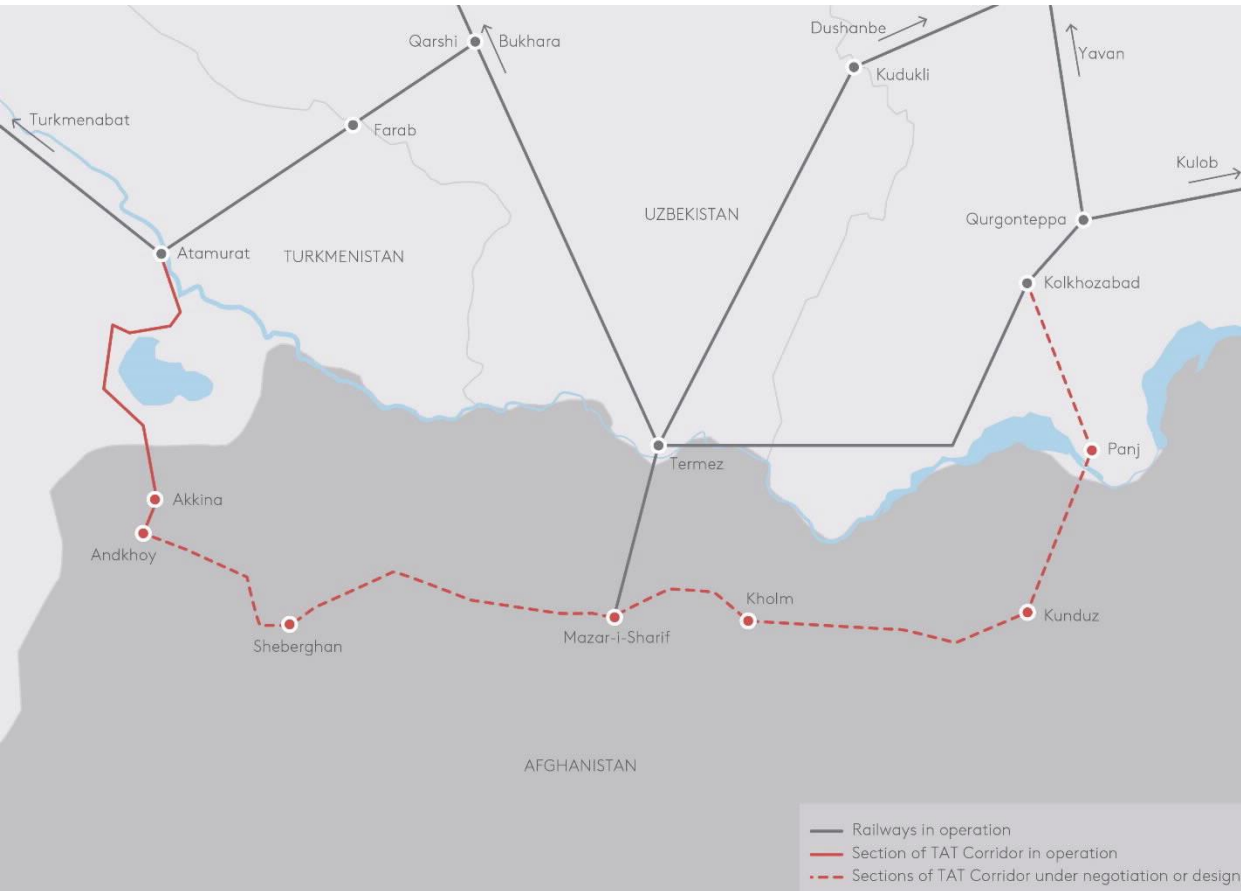 Dushanbe
Qarshi
Bukhara
Yavan
Kudukli
Turkmenabat
Farab
Kulob
UZBEKISTAN
Qurgonteppa
Atamurat
TURKMENISTAN
Kolkhozabad
Panj
Termez
Akkina
Andkhoy
Kholm
Kunduz
Mazar-i-Sharif
Sheberghan
AFGHANISTAN
Railways in operation
Section of TAT Corridor in operation
Sections of TAT Corridor under negotiation or design